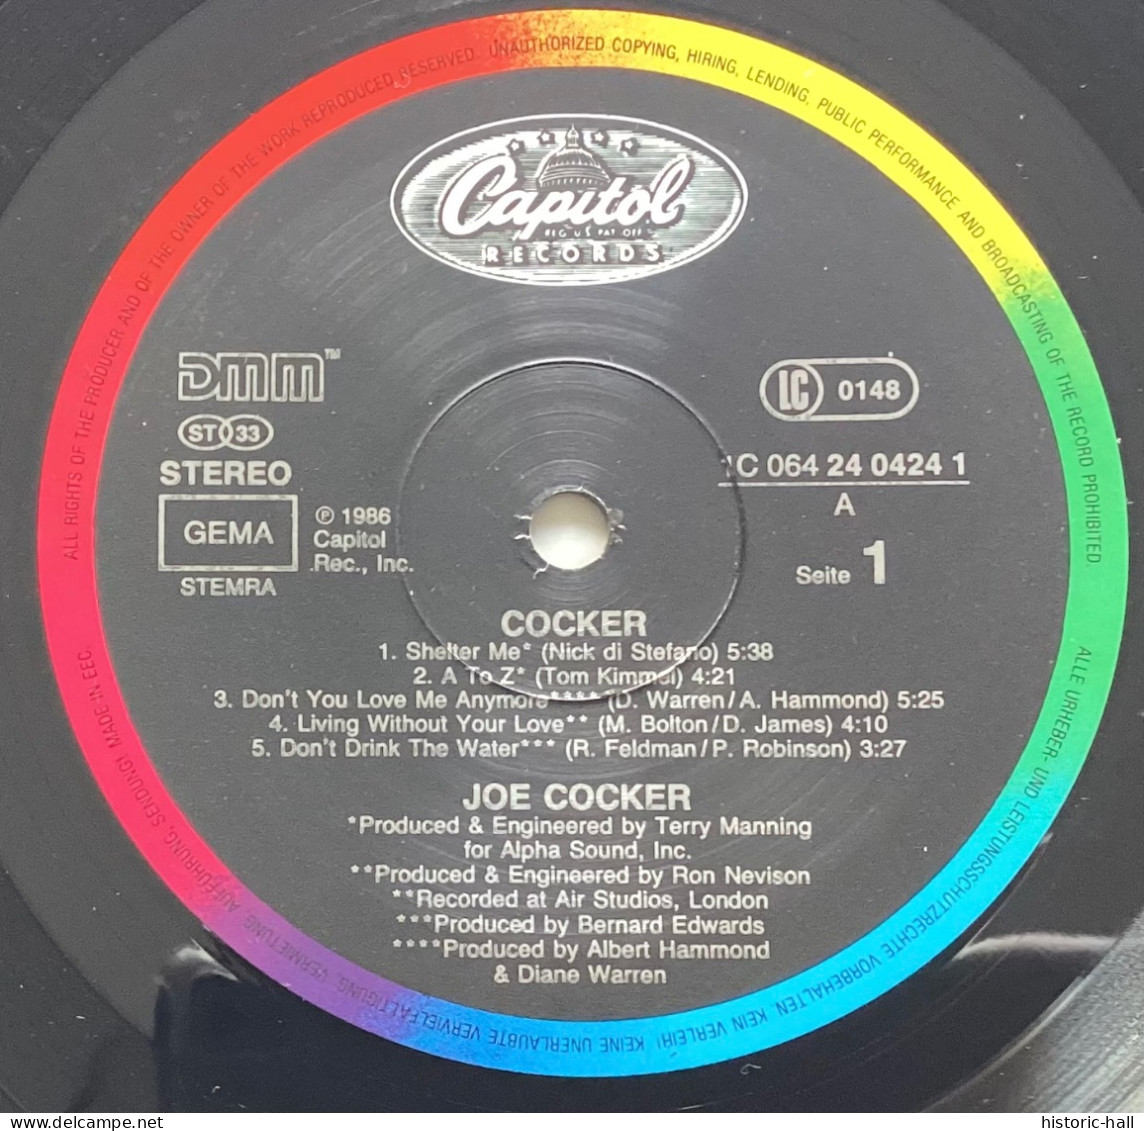 ALL RIGHTS OF THE PRODUCER AND OF THE OWNER OF THE WORK REPRODUCED RESERVED. UNAUTHORIZED COPYING, HIRING, LENDING, PUBLIC PERFORMANCE AND BROADCASTING OF THE RECORD PROHIBITED.
Capitol
REG. U.S. PAT. OFF.
RECORDS
DMM™
ST 33
STEREO
GEMA
STEMRA
℗ 1986
Capitol
Rec., Inc.
LC 0148
1C 064 24 0424 1
A
Seite 1
COCKER
1. Shelter Me* (Nick di Stefano) 5:38
2. A To Z* (Tom Kimmel) 4:21
3. Don't You Love Me Anymore**** (D. Warren/A. Hammond) 5:25
4. Living Without Your Love** (M. Bolton/D. James) 4:10
5. Don't Drink The Water*** (R. Feldman/P. Robinson) 3:27
JOE COCKER
*Produced & Engineered by Terry Manning
for Alpha Sound, Inc.
**Produced & Engineered by Ron Nevison
**Recorded at Air Studios, London
***Produced by Bernard Edwards
****Produced by Albert Hammond
& Diane Warren
ALLE URHEBER- UND LEISTUNGSSCHUTZRECHTE VORBEHALTEN. KEIN VERLEIH! KEINE UNERLAUBTE VERVIELFÄLTIGUNG, VERMIETUNG, AUFFÜHRUNG, SENDUNG! MADE IN EEC.
www.delcampe.net
historic-hall